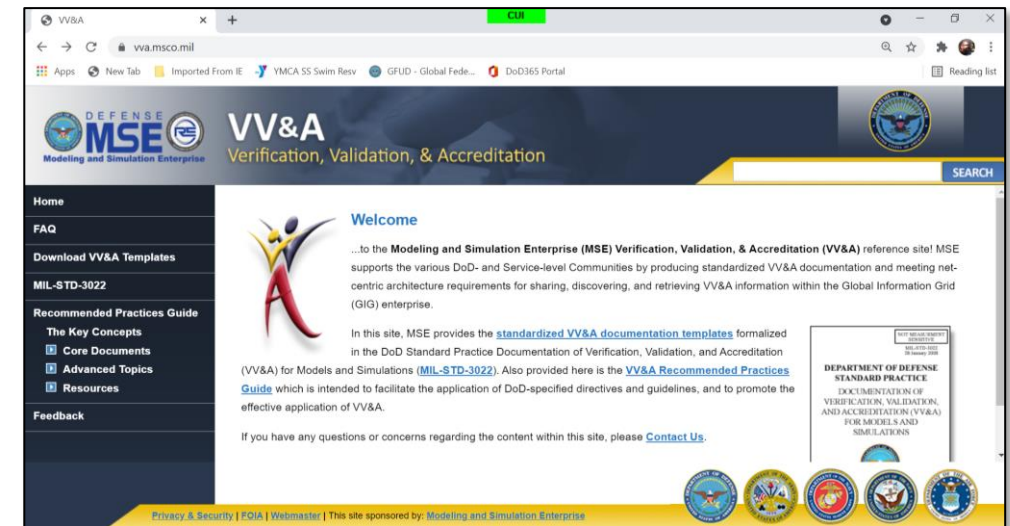 VV&A
CUI
vva.msco.mil
Apps New Tab Imported From IE YMCA SS Swim Resv GFUD - Global Fede... DoD365 Portal Reading list
DEFENSE
MSE
Modeling and Simulation Enterprise
VV&A
Verification, Validation, & Accreditation
SEARCH
Home
FAQ
Download VV&A Templates
MIL-STD-3022
Recommended Practices Guide
The Key Concepts
Core Documents
Advanced Topics
Resources
Feedback
Welcome
...to the Modeling and Simulation Enterprise (MSE) Verification, Validation, & Accreditation (VV&A) reference site! MSE
supports the various DoD- and Service-level Communities by producing standardized VV&A documentation and meeting net-
centric architecture requirements for sharing, discovering, and retrieving VV&A information within the Global Information Grid
(GIG) enterprise.
In this site, MSE provides the standardized VV&A documentation templates formalized
in the DoD Standard Practice Documentation of Verification, Validation, and Accreditation
(VV&A) for Models and Simulations (MIL-STD-3022). Also provided here is the VV&A Recommended Practices
Guide which is intended to facilitate the application of DoD-specified directives and guidelines, and to promote the
effective application of VV&A.
If you have any questions or concerns regarding the content within this site, please Contact Us.
NOT MEASUREMENT
SENSITIVE
MIL-STD-3022
DEPARTMENT OF DEFENSE
STANDARD PRACTICE
DOCUMENTATION OF
VERIFICATION, VALIDATION,
AND ACCREDITATION (VV&A)
FOR MODELS AND
SIMULATIONS
Privacy & Security | FOIA | Webmaster | This site sponsored by: Modeling and Simulation Enterprise